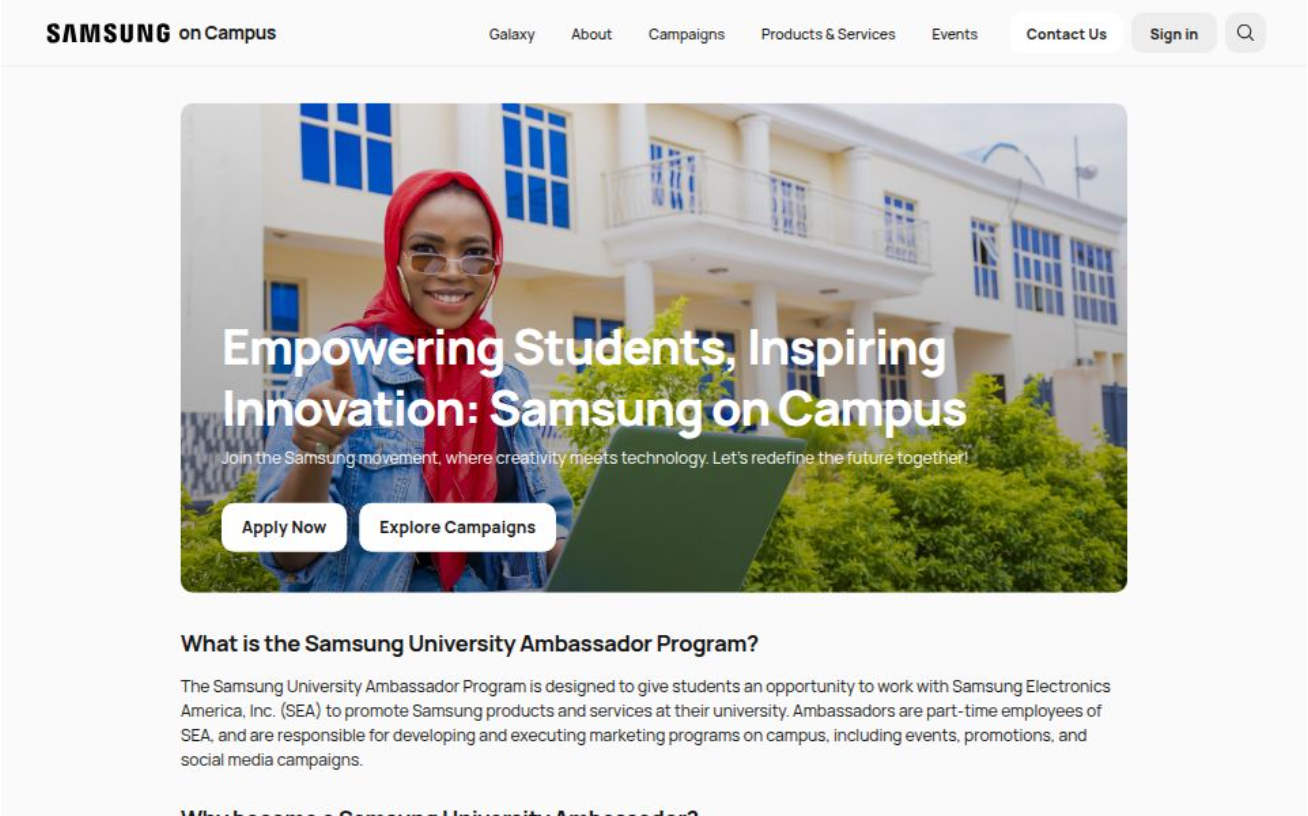 SAMSUNG on Campus
Galaxy
About
Campaigns
Products & Services
Events
Contact Us
Sign in
Empowering Students, Inspiring
Innovation: Samsung on Campus
Join the Samsung movement, where creativity meets technology. Let's redefine the future together!
Apply Now
Explore Campaigns
What is the Samsung University Ambassador Program?
The Samsung University Ambassador Program is designed to give students an opportunity to work with Samsung Electronics
America, Inc. (SEA) to promote Samsung products and services at their university. Ambassadors are part-time employees of
SEA, and are responsible for developing and executing marketing programs on campus, including events, promotions, and
social media campaigns.
Why become a Samsung University Ambassador?